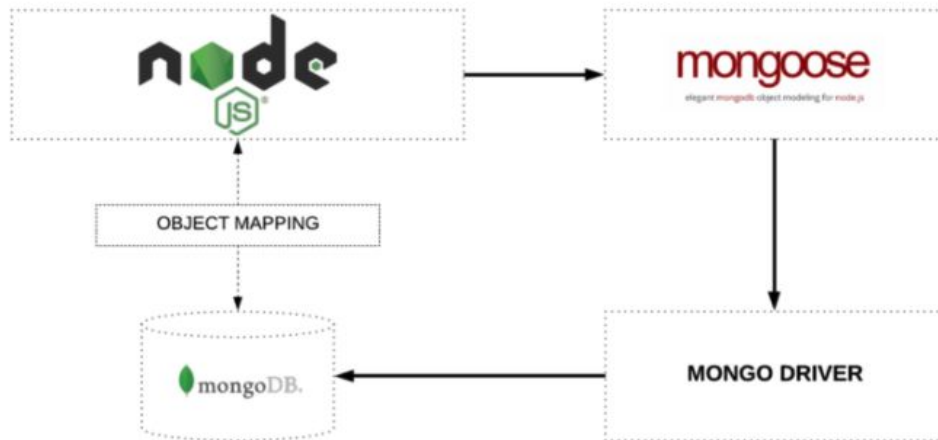 node
JS®
mongoose
elegant mongodb object modeling for node.js
OBJECT MAPPING
mongoDB.
MONGO DRIVER